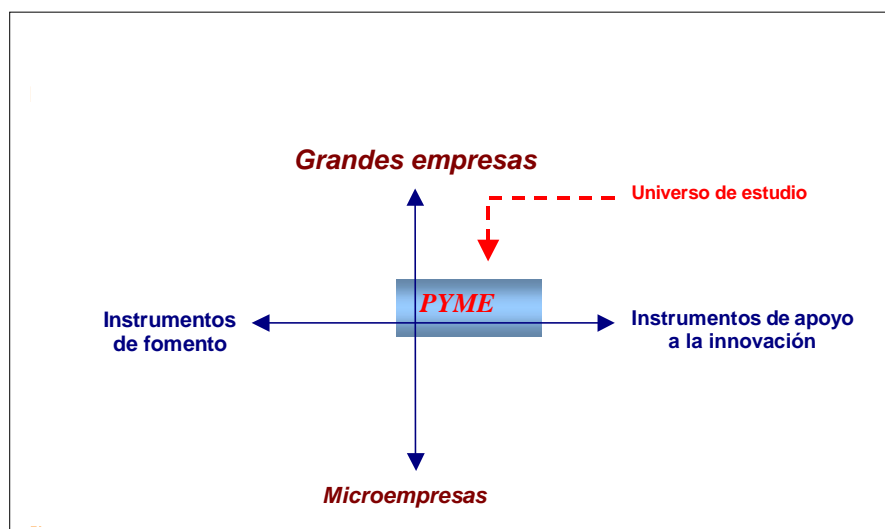 Grandes empresas
Universo de estudio
PYME
Instrumentos
de fomento
Instrumentos de apoyo
a la innovación
Microempresas